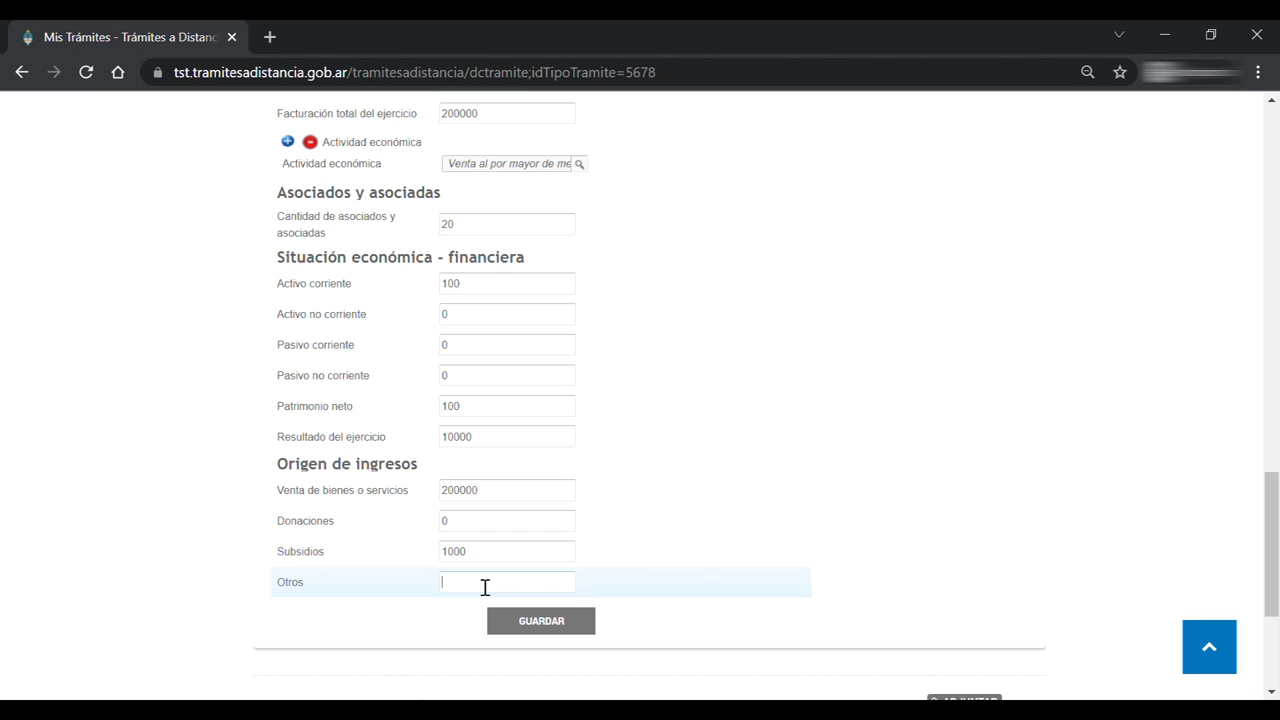 Mis Trámites - Trámites a Distanc
tst.tramitesadistancia.gob.ar/tramitesadistancia/dctramite;idTipoTramite=5678
Facturación total del ejercicio 200000
Actividad económica
Actividad económica Venta al por mayor de me
Asociados y asociadas
Cantidad de asociados y
asociadas 20
Situación económica - financiera
Activo corriente 100
Activo no corriente 0
Pasivo corriente 0
Pasivo no corriente 0
Patrimonio neto 100
Resultado del ejercicio 10000
Origen de ingresos
Venta de bienes o servicios 200000
Donaciones 0
Subsidios 1000
Otros
GUARDAR